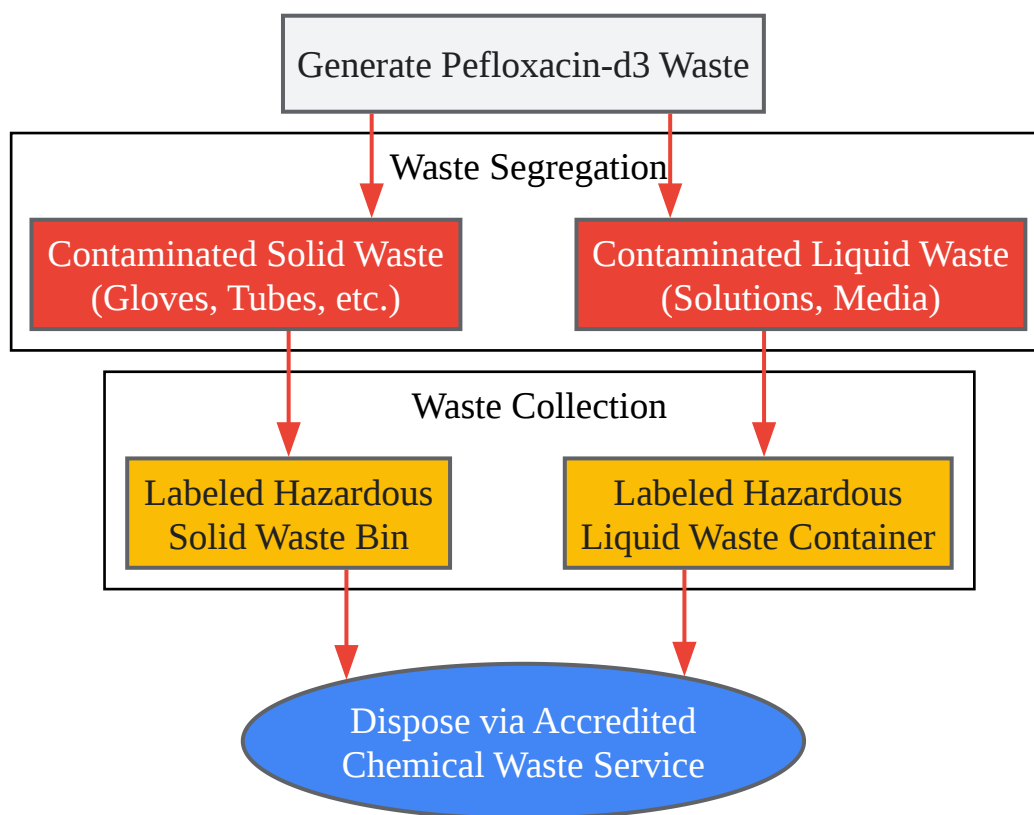 Generate Pefloxacin-d3 Waste
Waste Segregation
Contaminated Solid Waste
(Gloves, Tubes, etc.)
Contaminated Liquid Waste
(Solutions, Media)
Waste Collection
Labeled Hazardous
Solid Waste Bin
Labeled Hazardous
Liquid Waste Container
Dispose via Accredited
Chemical Waste Service